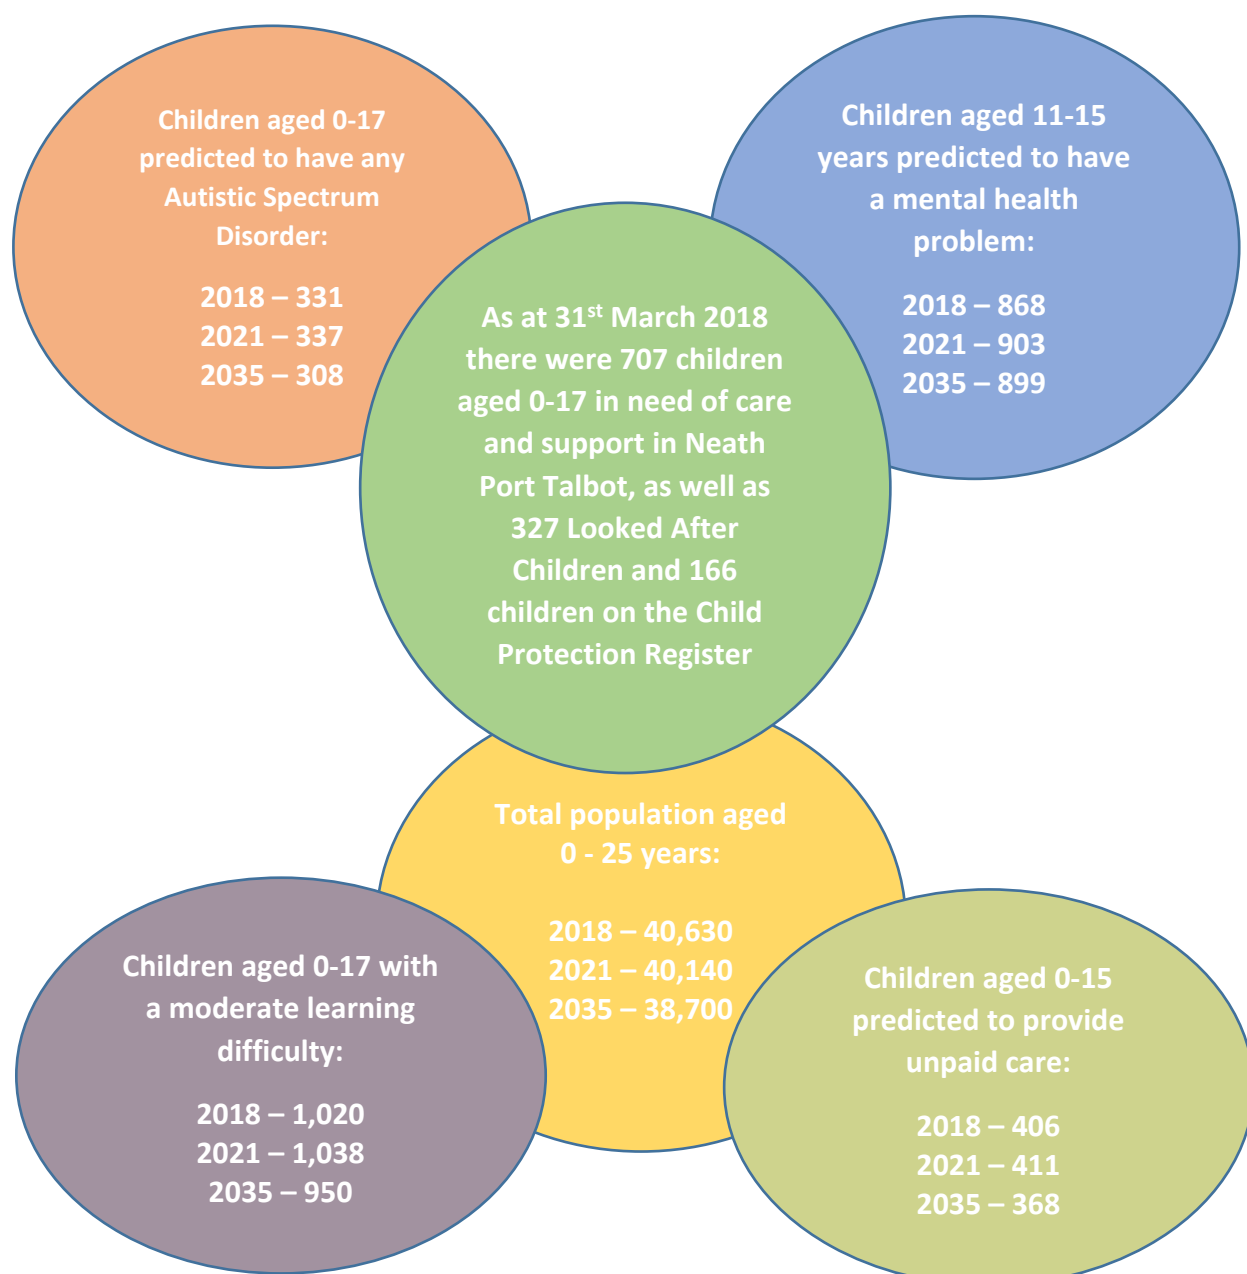 Children aged 0-17
predicted to have any
Autistic Spectrum
Disorder:
2018 – 331
2021 – 337
2035 – 308
Children aged 11-15
years predicted to have
a mental health
problem:
2018 – 868
2021 – 903
2035 – 899
As at 31st March 2018
there were 707 children
aged 0-17 in need of care
and support in Neath
Port Talbot, as well as
327 Looked After
Children and 166
children on the Child
Protection Register
Total population aged
0 - 25 years:
2018 – 40,630
2021 – 40,140
2035 – 38,700
Children aged 0-17 with
a moderate learning
difficulty:
2018 – 1,020
2021 – 1,038
2035 – 950
Children aged 0-15
predicted to provide
unpaid care:
2018 – 406
2021 – 411
2035 – 368